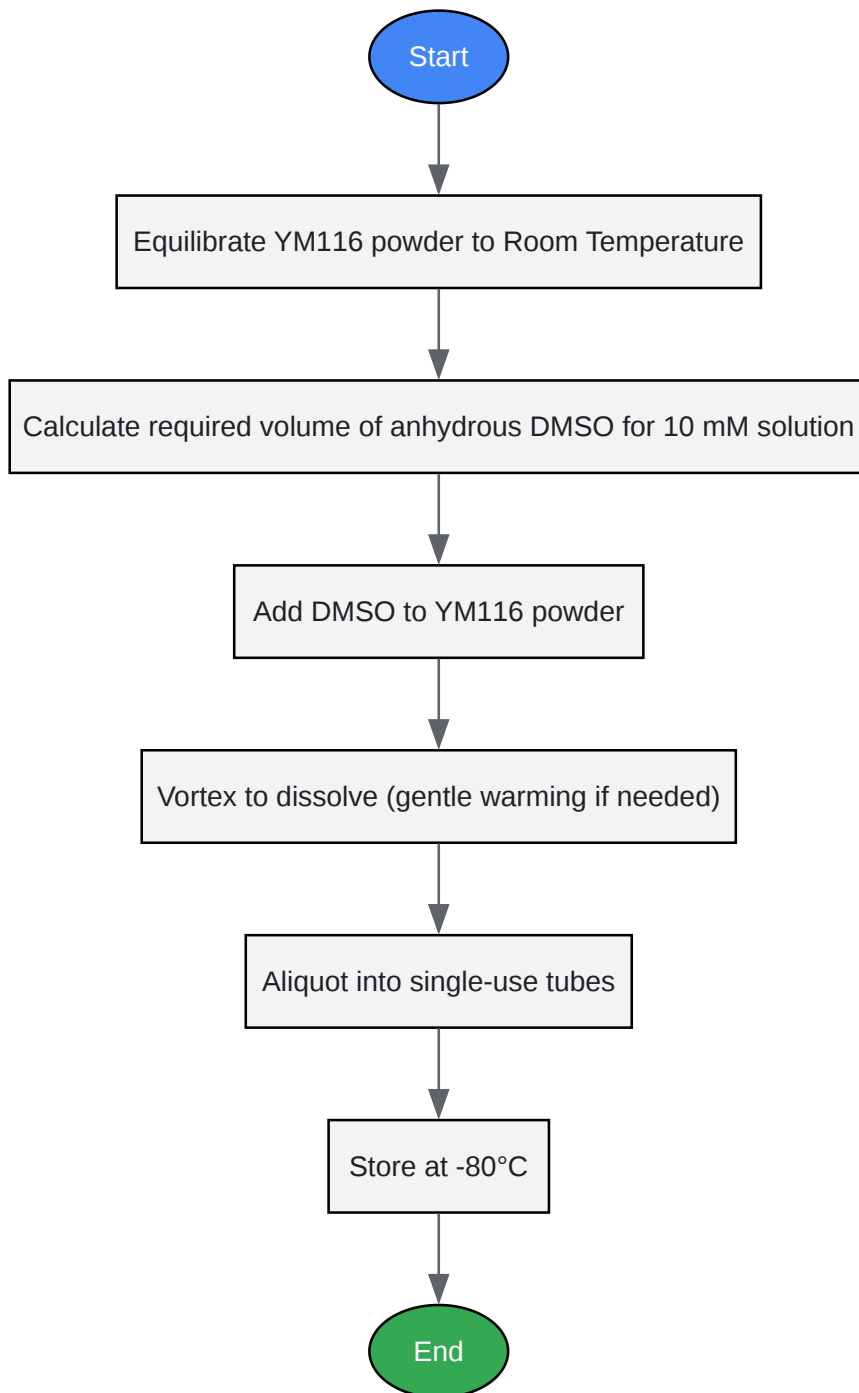 Start
Equilibrate YM116 powder to Room Temperature
Calculate required volume of anhydrous DMSO for 10 mM solution
Add DMSO to YM116 powder
Vortex to dissolve (gentle warming if needed)
Aliquot into single-use tubes
Store at -80°C
End